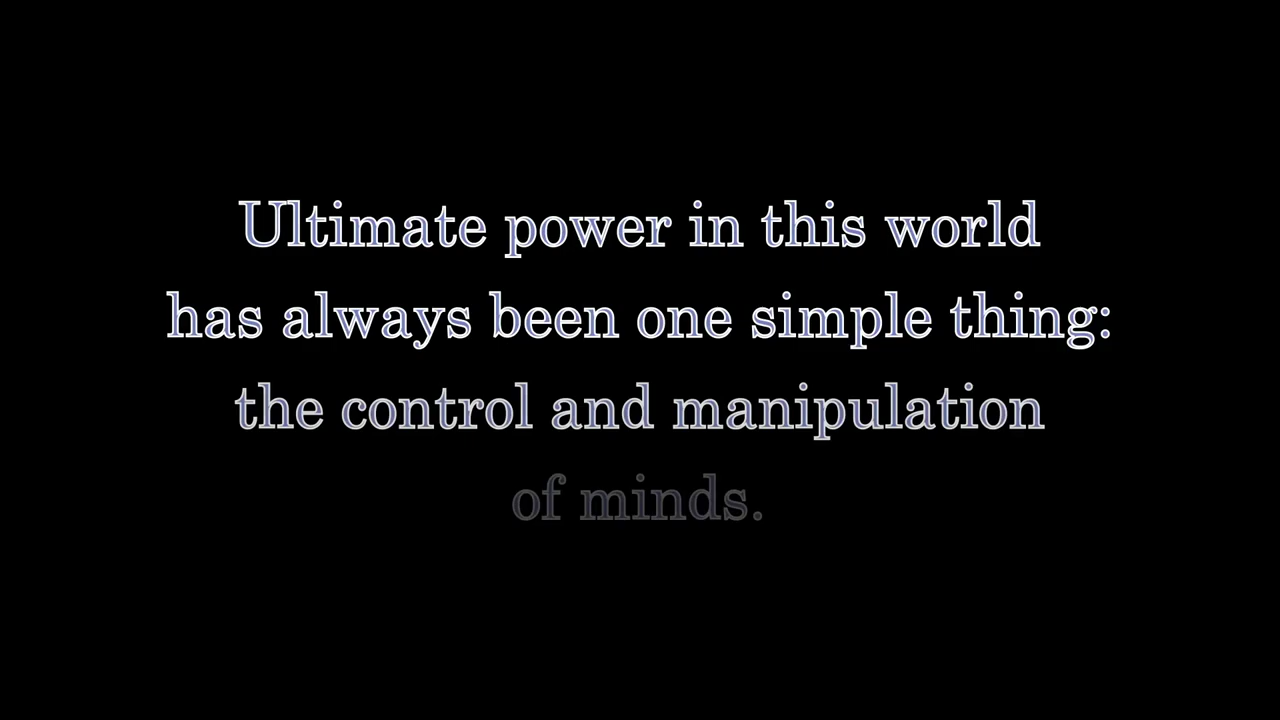 Ultimate power in this world
has always been one simple thing:
the control and manipulation
of minds.